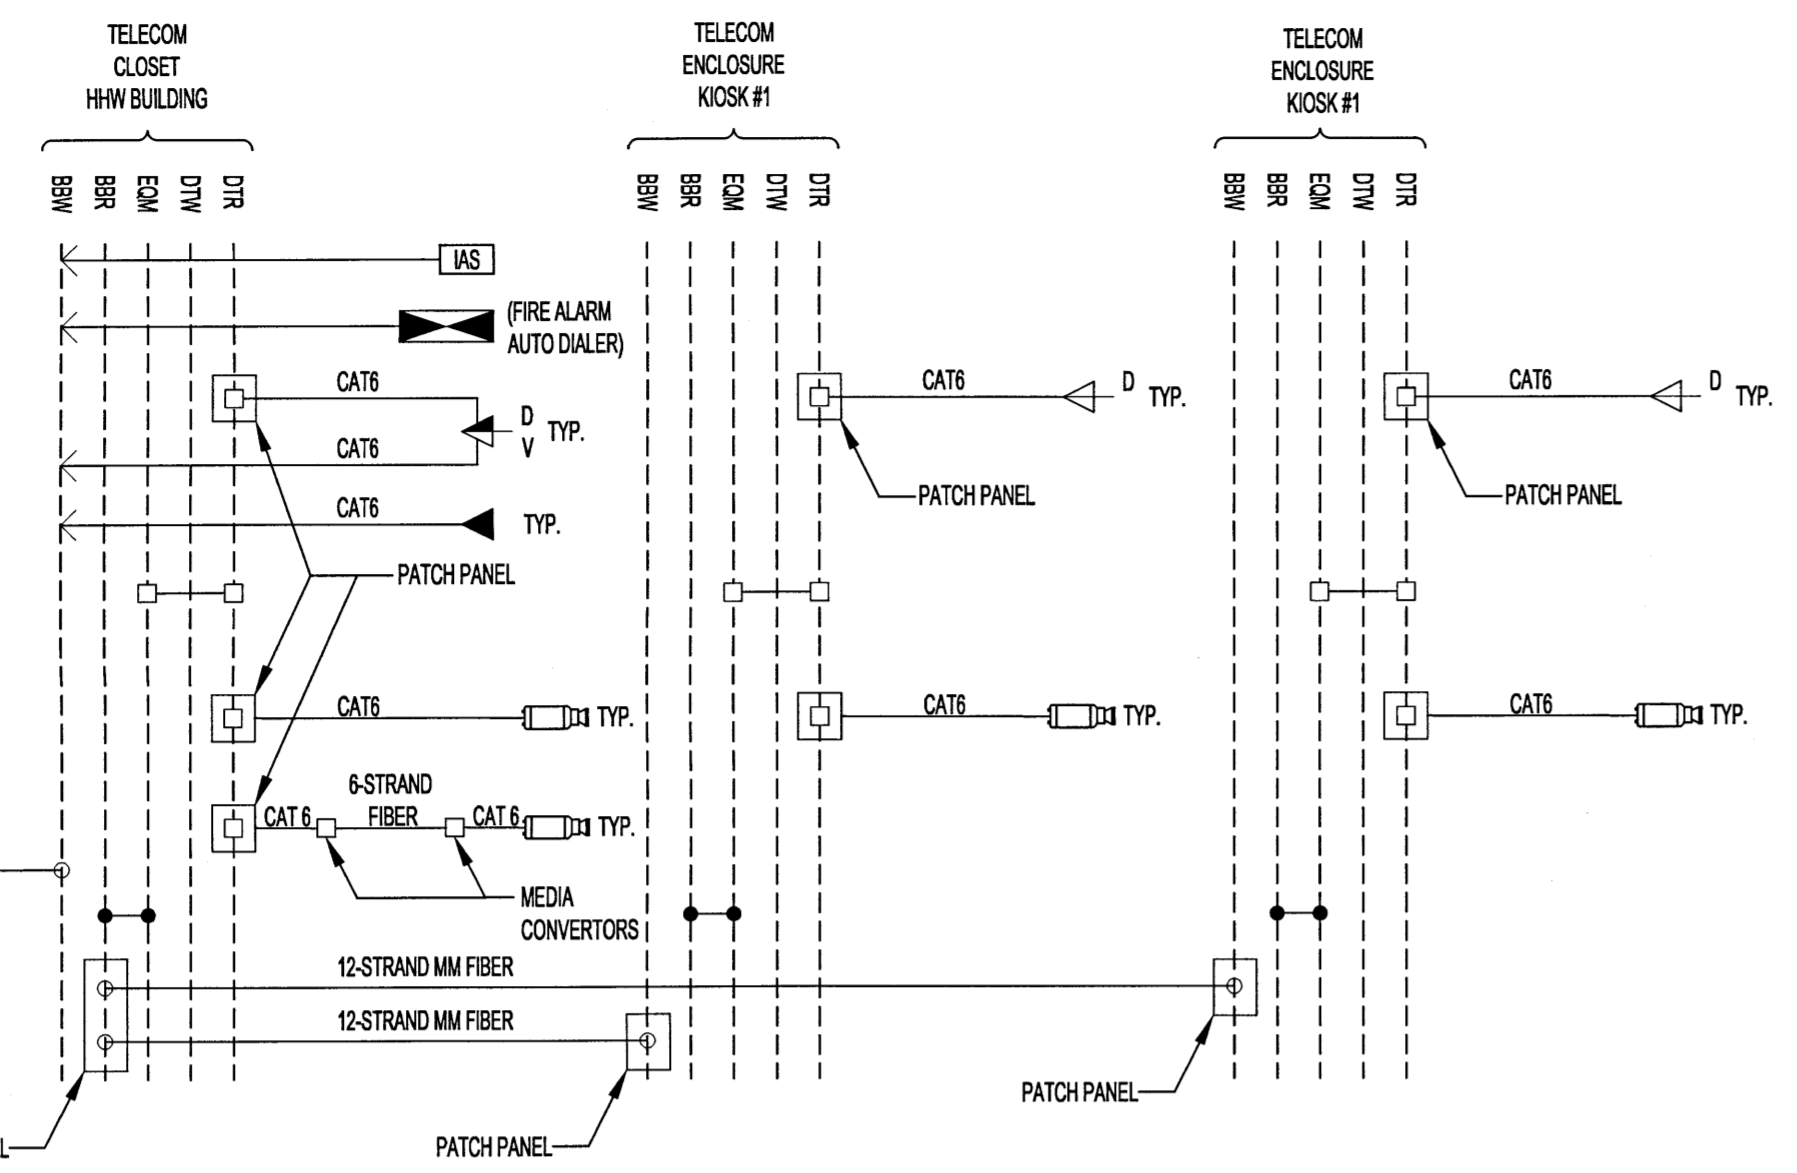 TELECOM
CLOSET
HHW BUILDING
TELECOM
ENCLOSURE
KIOSK #1
TELECOM
ENCLOSURE
KIOSK #1
BBW
BBR
EQM
DTW
DTR
BBW
BBR
EQM
DTW
DTR
BBW
BBR
EQM
DTW
DTR
IAS
(FIRE ALARM
AUTO DIALER)
CAT6
D
V
TYP.
CAT6
CAT6
TYP.
PATCH PANEL
CAT6
D
TYP.
PATCH PANEL
CAT6
D
TYP.
PATCH PANEL
CAT6
TYP.
CAT6
TYP.
CAT6
TYP.
6-STRAND
FIBER
CAT 6
CAT 6
TYP.
MEDIA
CONVERTORS
12-STRAND MM FIBER
12-STRAND MM FIBER
PATCH PANEL
PATCH PANEL
L